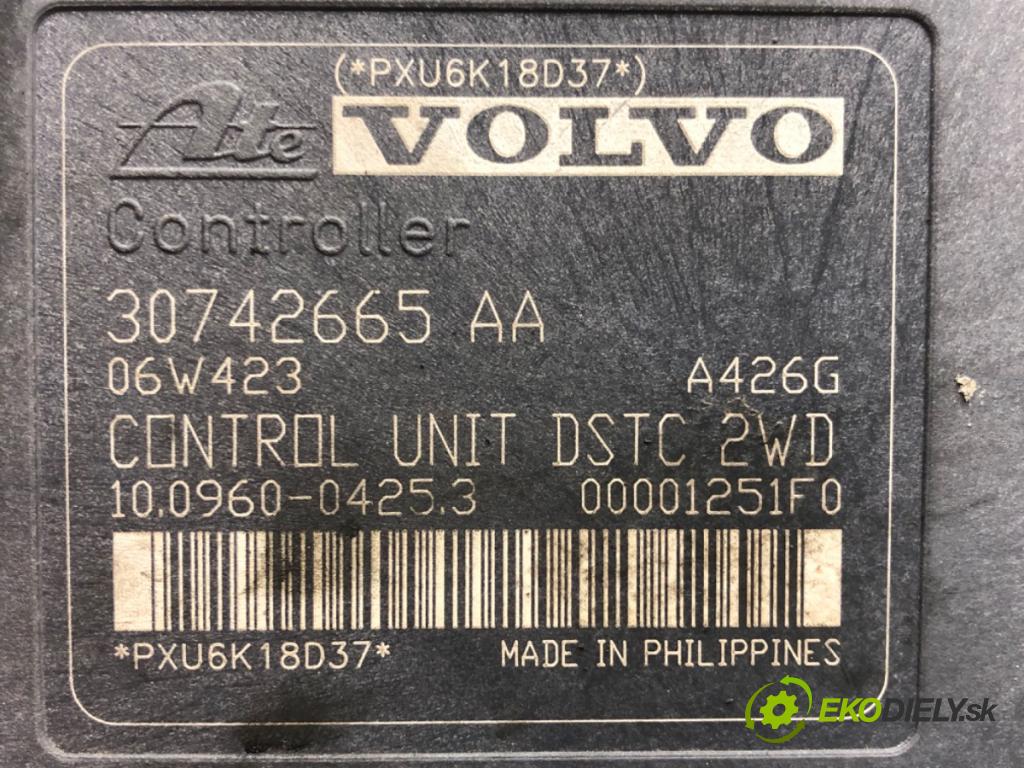 (*PXU6K18D37*)
Ate VOLVO
Controller
30742665 AA
06W423 A426G
CONTROL UNIT DSTC 2WD
10.0960-0425.3 00001251F0
*PXU6K18D37* MADE IN PHILIPPINES
EKODIELY.sk